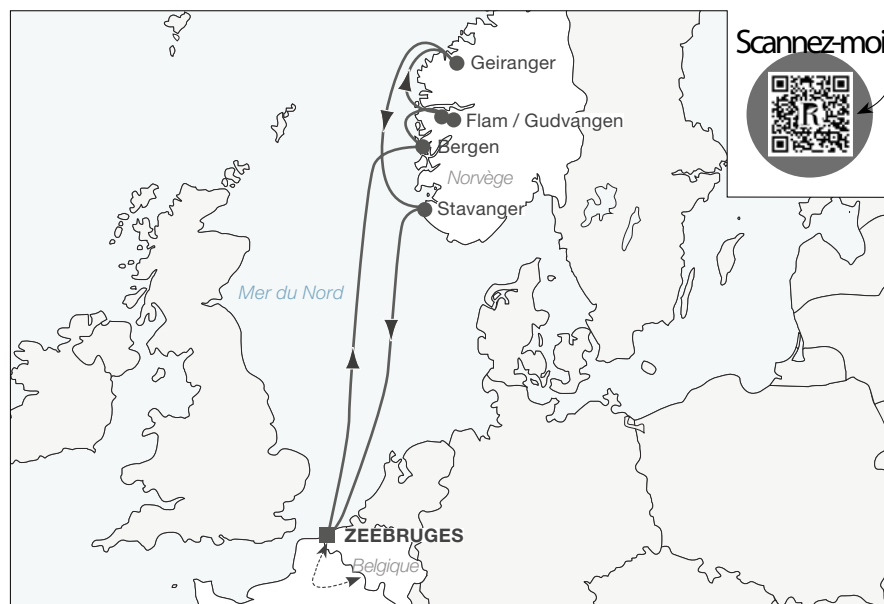 Scannez-moi
R
Geiranger
Flam / Gudvangen
Bergen
Norvège
Stavanger
Mer du Nord
ZEEBRUGES
Belgique